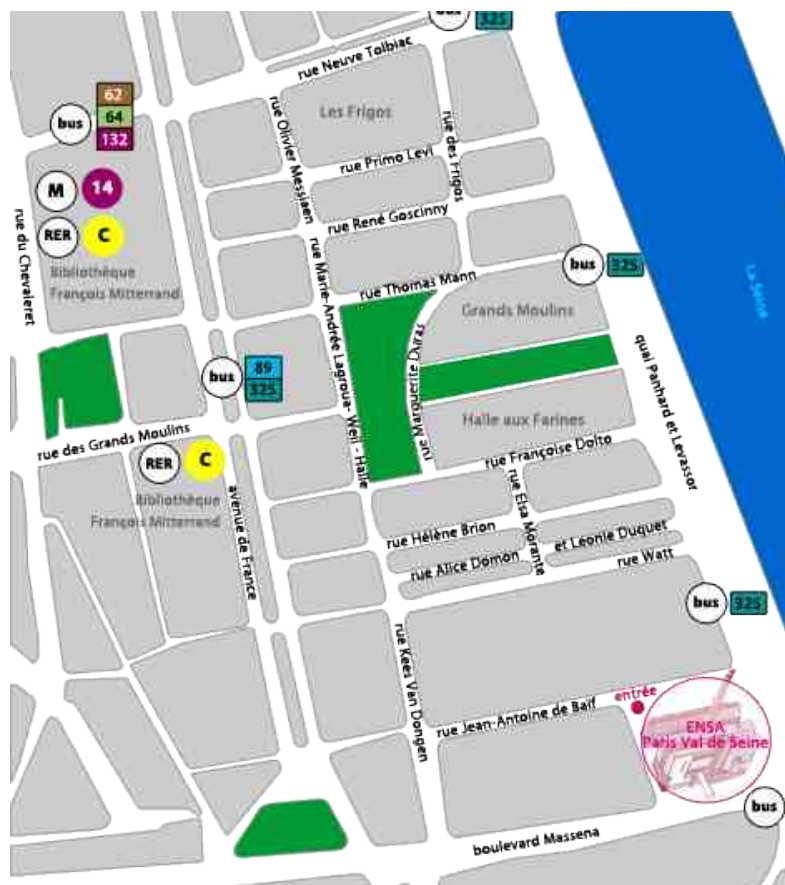 bus
325
rue Neuve Tolbiac
62
64
132
bus
Les Frigos
rue Olivier Messiaen
rue des Frigos
rue Primo Levi
M
14
RER
C
rue du Chevaleret
Bibliothèque
François Mitterrand
rue René Goscinny
rue Marie-Andrée Lagroua- Weil - Halle
bus
325
rue Thomas Mann
La Seine
Grands Moulins
rue Marguerite Duras
quai Panhard et Levassor
bus
89
325
Halle aux Farines
rue des Grands Moulins
RER
C
Bibliothèque
François Mitterrand
avenue de France
rue Françoise Dolto
rue Elsa Morante
rue Hélène Brion
rue Alice Domon
et Léonie Duquet
rue Watt
bus
325
rue Kees Van Dongen
entrée
rue Jean-Antoine de Baïf
ENSA
Paris Val de Seine
bus
boulevard Massena